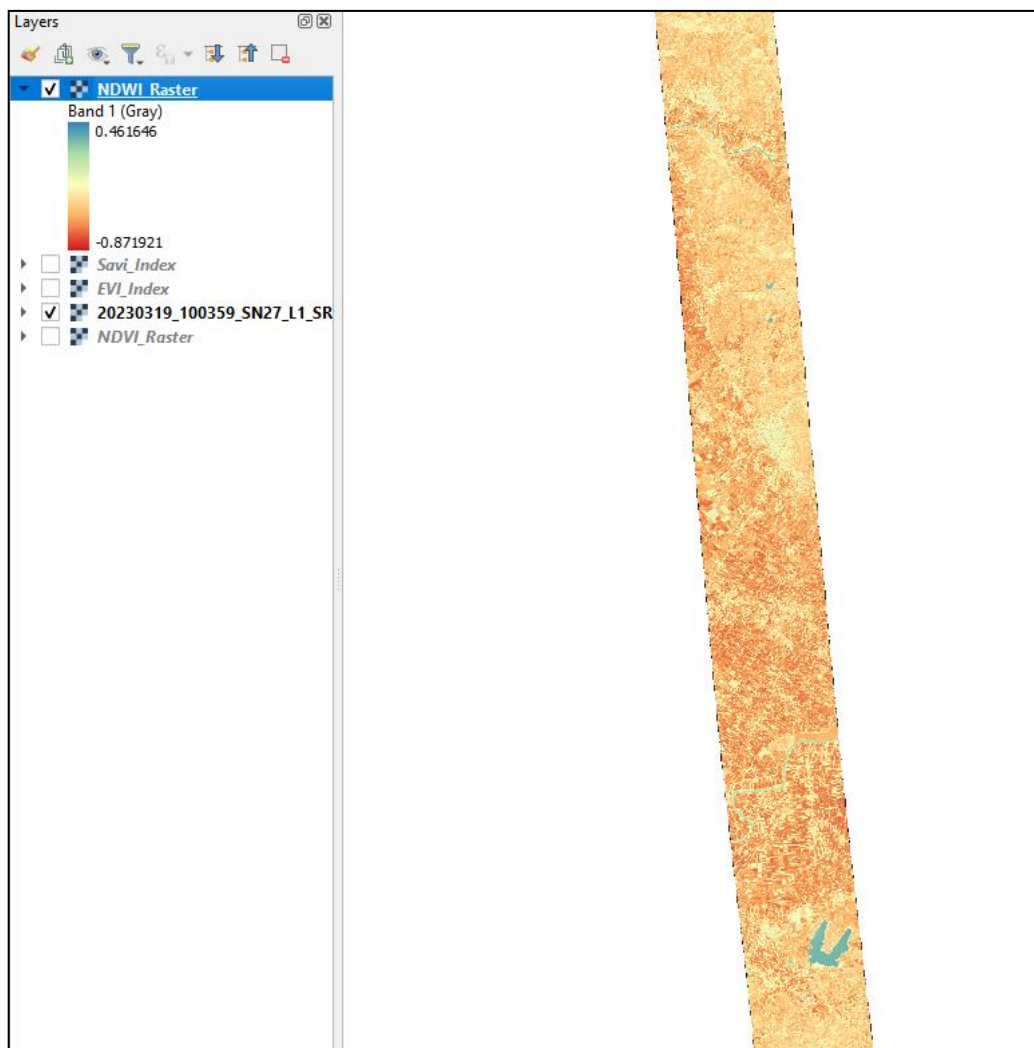 Layers
NDWI_Raster
Band 1 (Gray)
0.461646
-0.871921
Savi_Index
EVI_Index
20230319_100359_SN27_L1_SR
NDVI_Raster